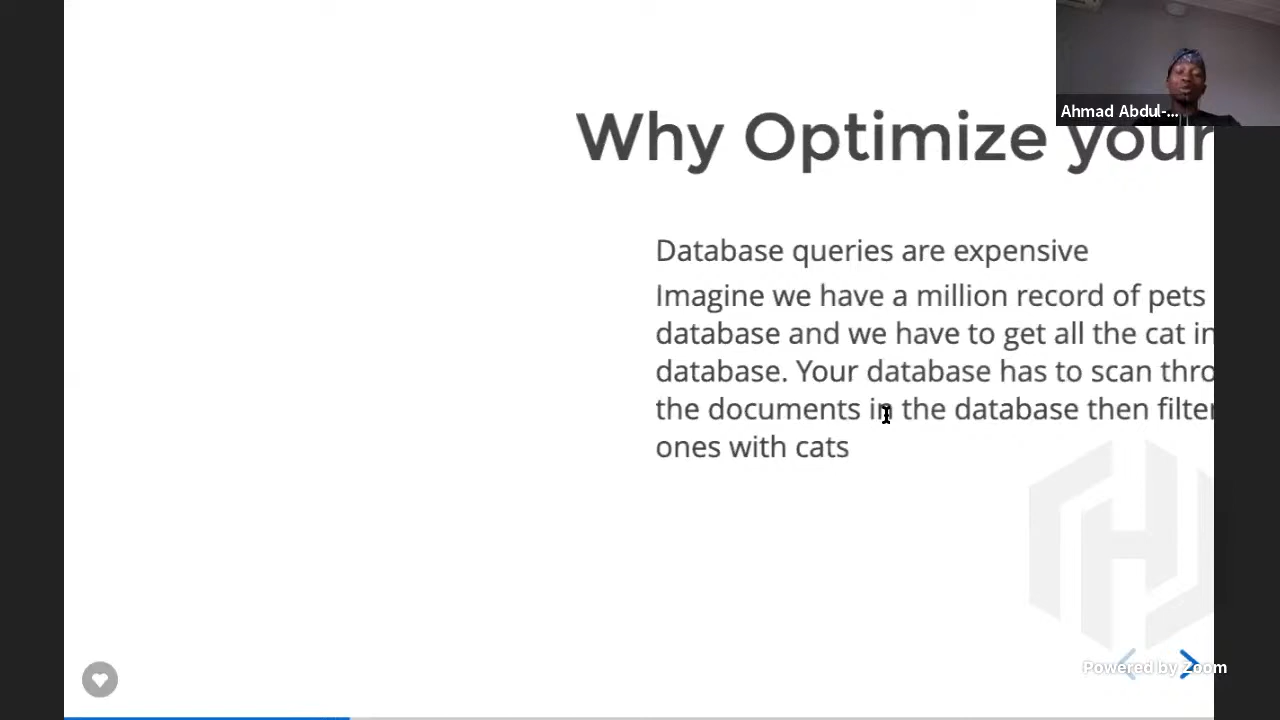 Ahmad Abdul-...
Why Optimize your
Database queries are expensive
Imagine we have a million record of pets
database and we have to get all the cat in
database. Your database has to scan thro
the documents in the database then filter
ones with cats
Powered by Zoom